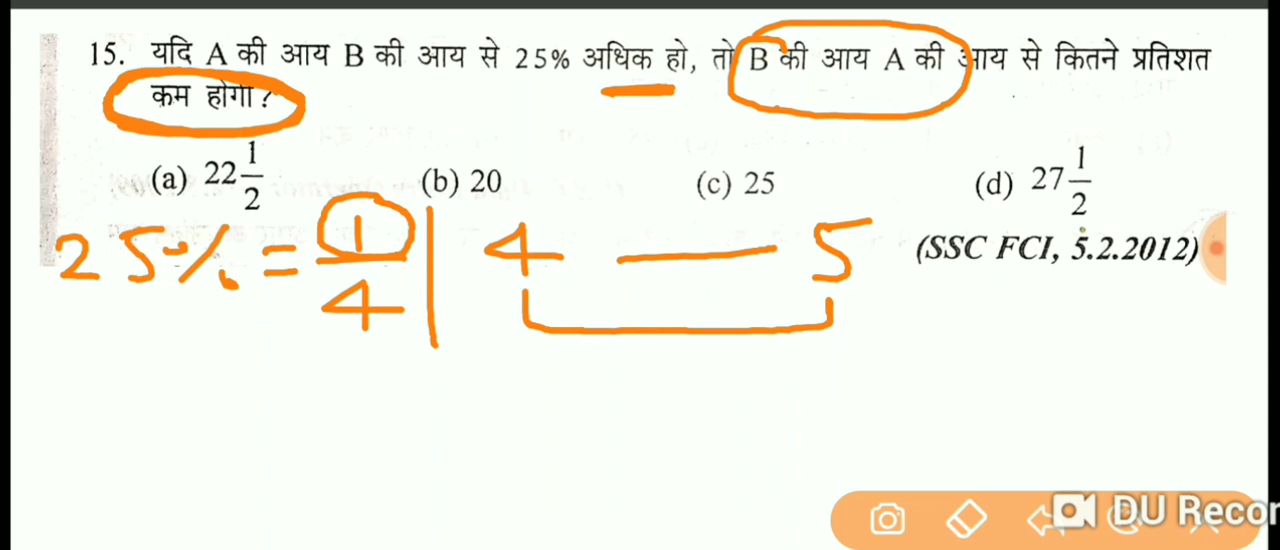 15. यदि A की आय B की आय से 25% अधिक हो, तो B की आय A की आय से कितने प्रतिशत
कम होगी ?
(a) 22 1/2 (b) 20 (c) 25 (d) 27 1/2
(SSC FCI, 5.2.2012)
25% = 1/4 | 4 — 5
DU Recor